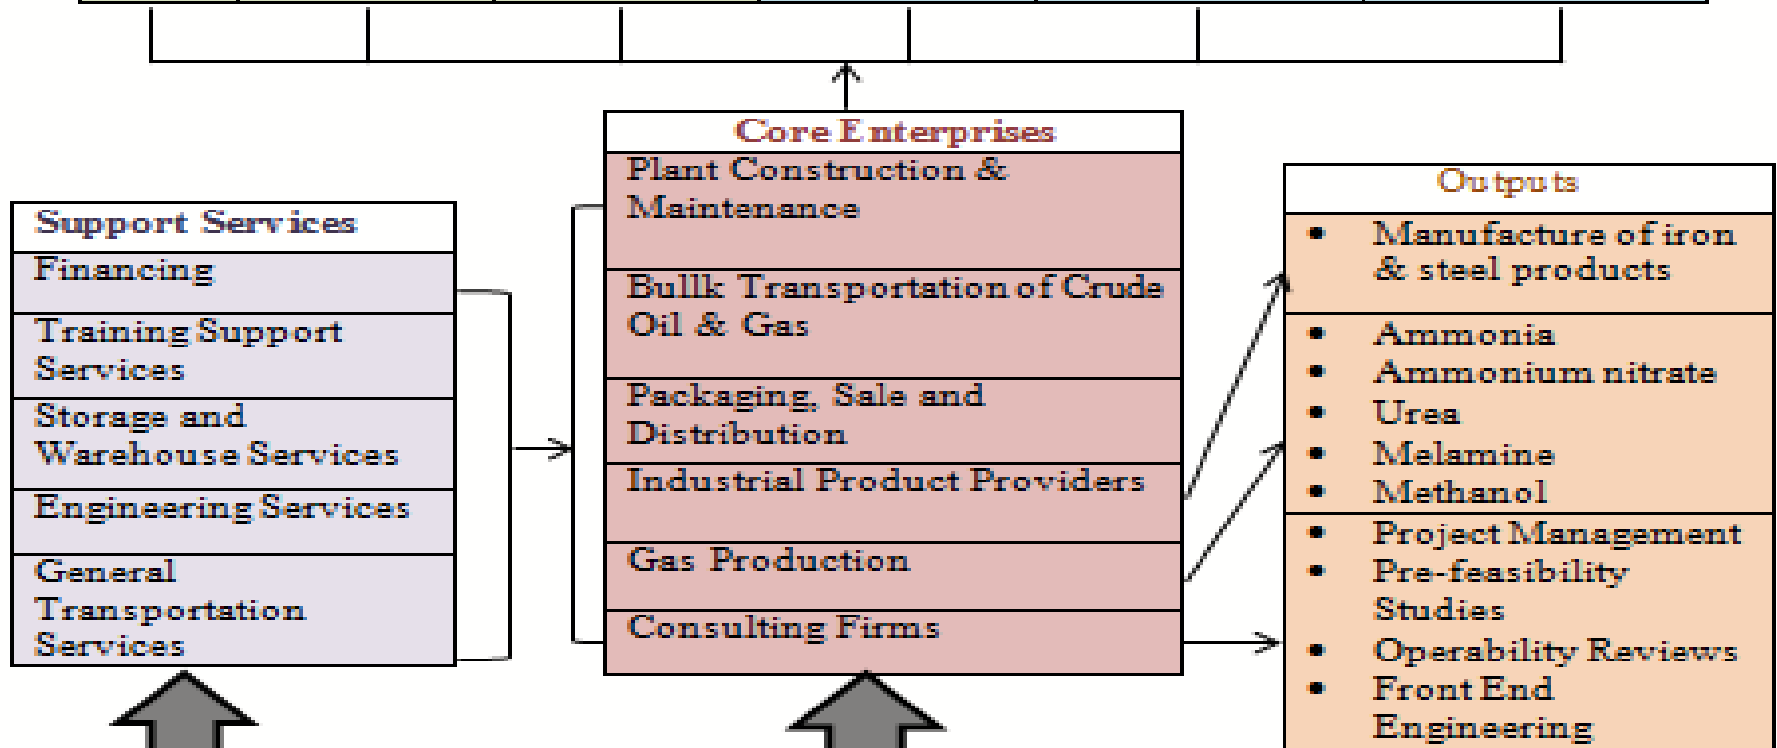 Core Enterprises
Plant Construction &
Maintenance
Bullk Transportation of Crude
Oil & Gas
Packaging, Sale and
Distribution
Industrial Product Providers
Gas Production
Consulting Firms
Support Services
Financing
Training Support
Services
Storage and
Warehouse Services
Engineering Services
General
Transportation
Services
Outputs
• Manufacture of iron
& steel products
• Ammonia
• Ammonium nitrate
• Urea
• Melamine
• Methanol
• Project Management
• Pre-feasibility
Studies
• Operability Reviews
• Front End
Engineering